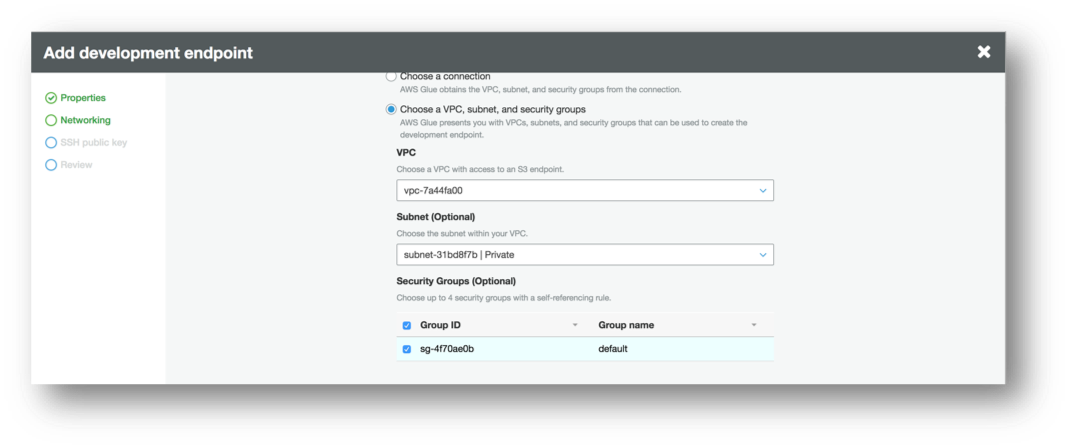 Add development endpoint
Properties
Networking
SSH public key
Review
Choose a connection
AWS Glue obtains the VPC, subnet, and security groups from the connection.
Choose a VPC, subnet, and security groups
AWS Glue presents you with VPCs, subnets, and security groups that can be used to create the
development endpoint.
VPC
Choose a VPC with access to an S3 endpoint.
vpc-7a44fa00
Subnet (Optional)
Choose the subnet within your VPC.
subnet-31bd8f7b | Private
Security Groups (Optional)
Choose up to 4 security groups with a self-referencing rule.
Group ID Group name
sg-4f70ae0b default